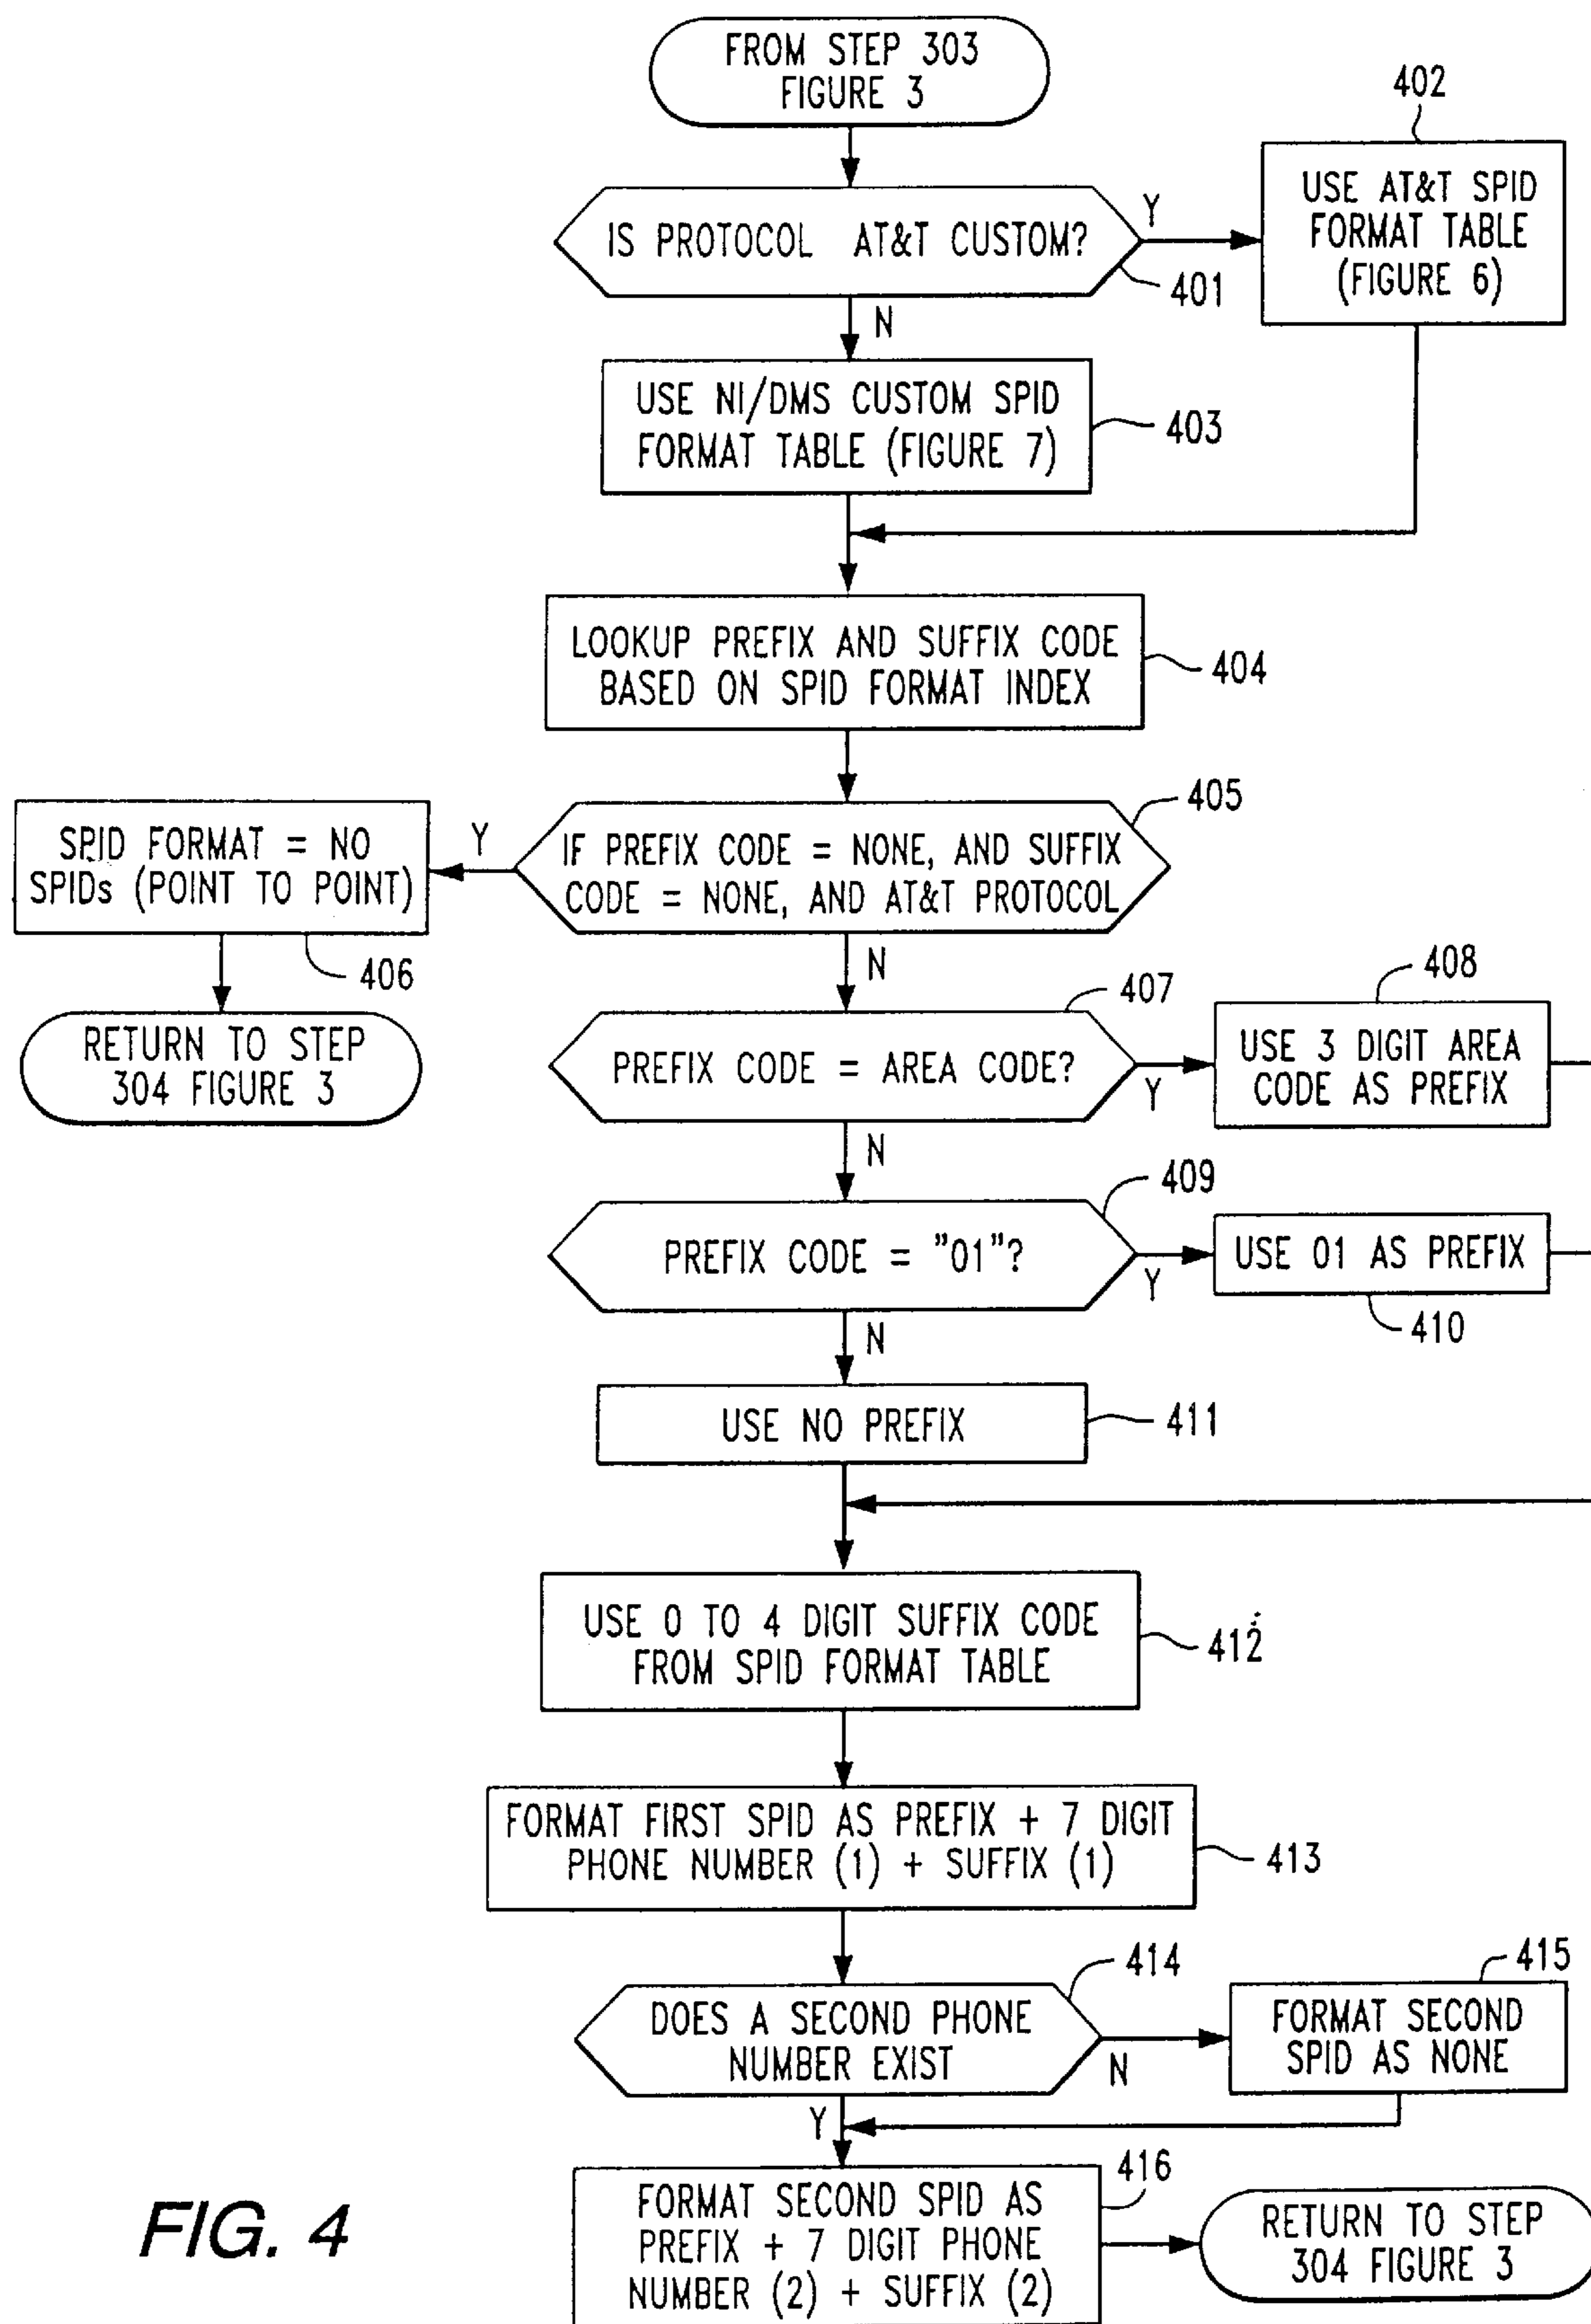 FROM STEP 303
FIGURE 3
402
IS PROTOCOL AT&T CUSTOM?
Y
401
USE AT&T SPID
FORMAT TABLE
(FIGURE 6)
N
USE NI/DMS CUSTOM SPID
FORMAT TABLE (FIGURE 7)
403
LOOKUP PREFIX AND SUFFIX CODE
BASED ON SPID FORMAT INDEX
404
405
IF PREFIX CODE = NONE, AND SUFFIX
CODE = NONE, AND AT&T PROTOCOL
Y
SPID FORMAT = NO
SPIDs (POINT TO POINT)
406
RETURN TO STEP
304 FIGURE 3
N
407
PREFIX CODE = AREA CODE?
Y
408
USE 3 DIGIT AREA
CODE AS PREFIX
N
409
PREFIX CODE = "01"?
Y
USE 01 AS PREFIX
410
N
USE NO PREFIX
411
USE 0 TO 4 DIGIT SUFFIX CODE
FROM SPID FORMAT TABLE
412
FORMAT FIRST SPID AS PREFIX + 7 DIGIT
PHONE NUMBER (1) + SUFFIX (1)
413
414
DOES A SECOND PHONE
NUMBER EXIST
N
415
FORMAT SECOND
SPID AS NONE
Y
416
FORMAT SECOND SPID AS
PREFIX + 7 DIGIT PHONE
NUMBER (2) + SUFFIX (2)
RETURN TO STEP
304 FIGURE 3
FIG. 4